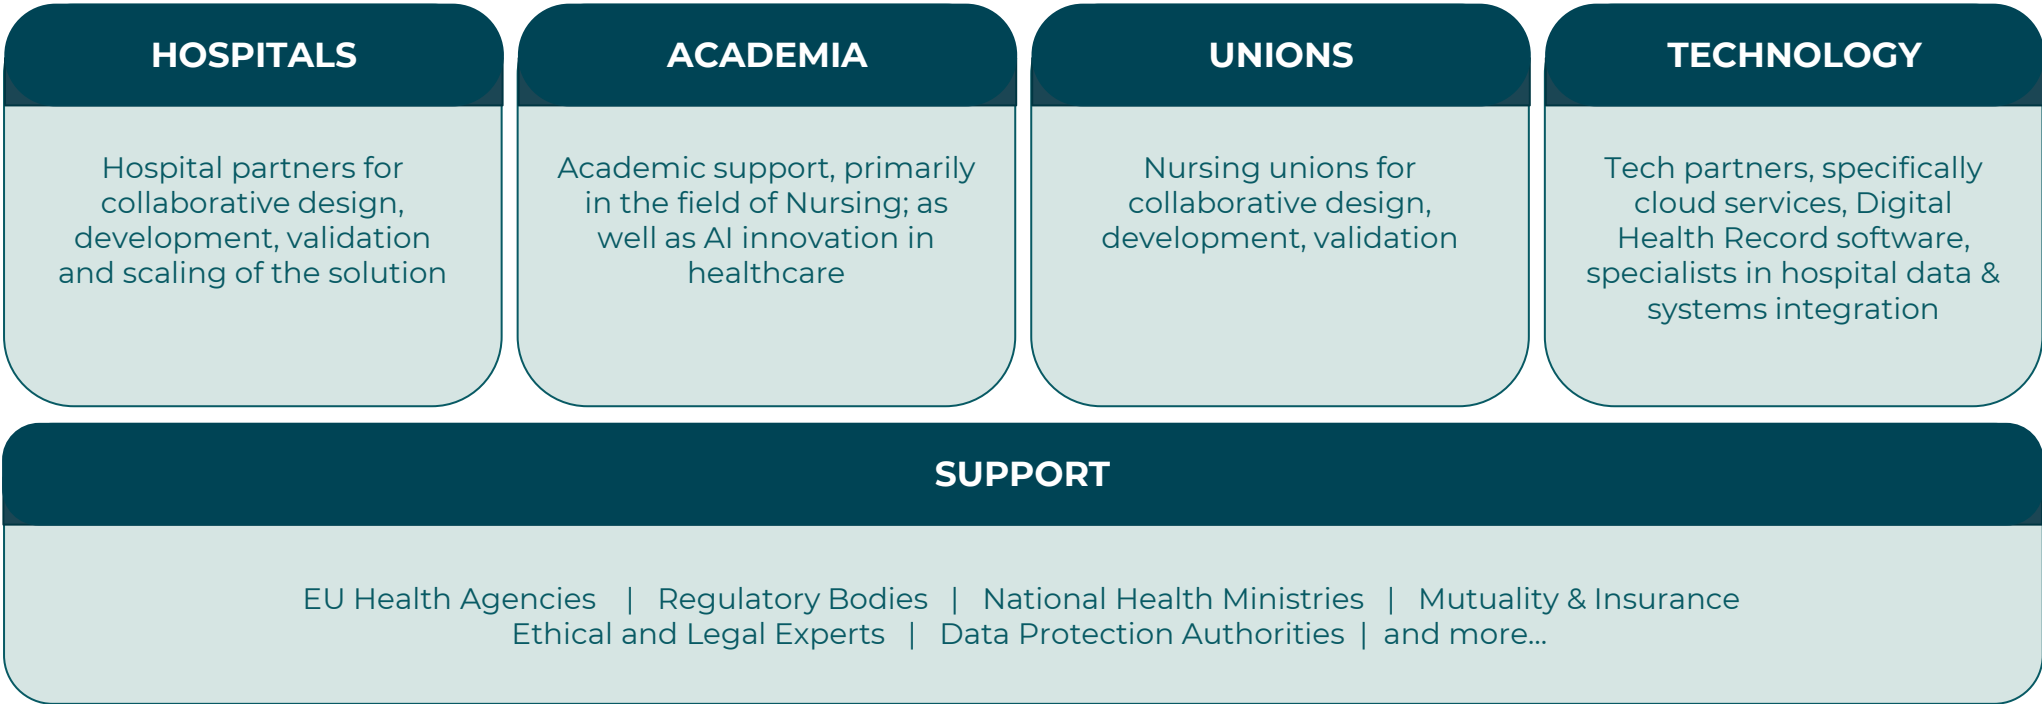 HOSPITALS
Hospital partners for
collaborative design,
development, validation
and scaling of the solution
ACADEMIA
Academic support, primarily
in the field of Nursing; as
well as AI innovation in
healthcare
UNIONS
Nursing unions for
collaborative design,
development, validation
TECHNOLOGY
Tech partners, specifically
cloud services, Digital
Health Record software,
specialists in hospital data &
systems integration
SUPPORT
EU Health Agencies | Regulatory Bodies | National Health Ministries | Mutuality & Insurance
Ethical and Legal Experts | Data Protection Authorities | and more...